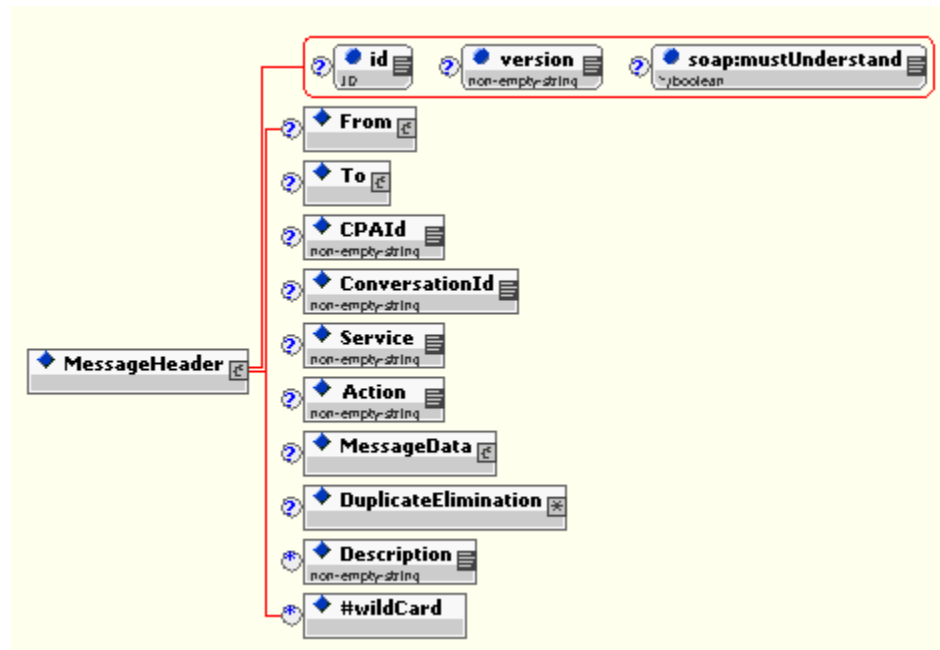 id version soap:mustUnderstand
ID non-empty-string */boolean
? From
? To
? CPAId
non-empty-string
? ConversationId
non-empty-string
? Service
non-empty-string
MessageHeader
? Action
non-empty-string
? MessageData
? DuplicateElimination
* Description
non-empty-string
* #wildCard